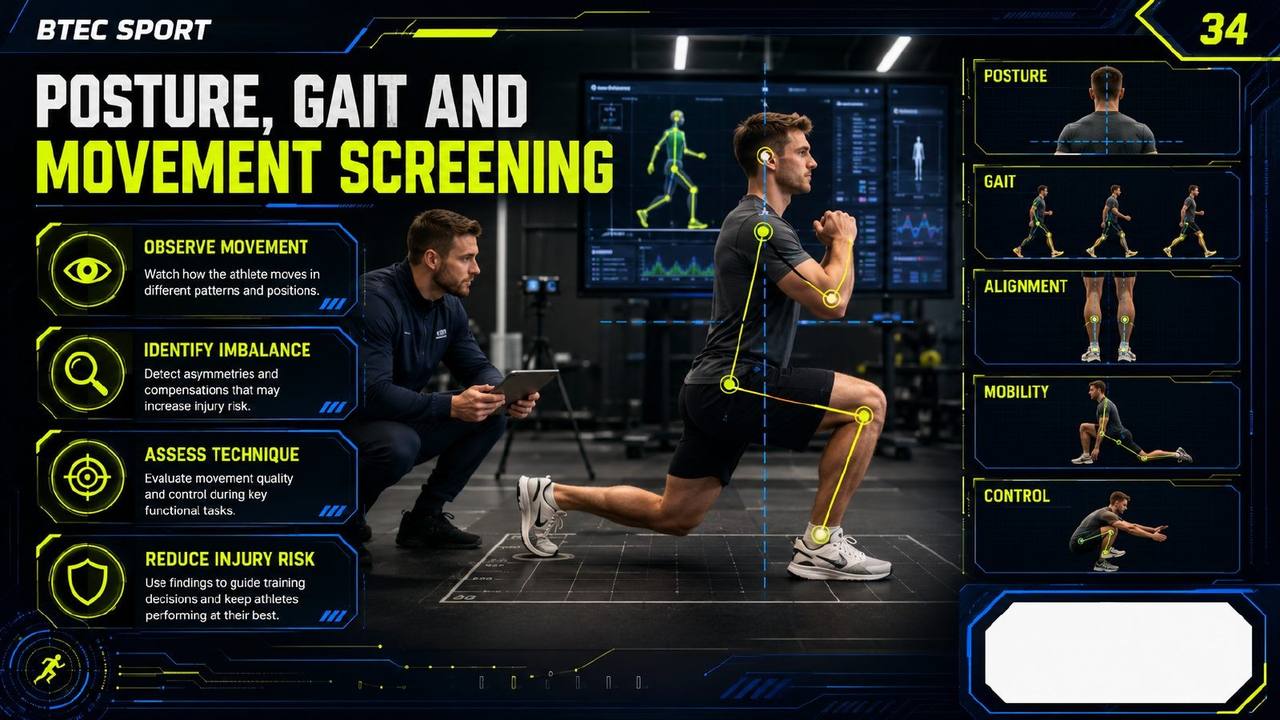 BTEC SPORT
34
POSTURE, GAIT AND
MOVEMENT SCREENING
OBSERVE MOVEMENT
Watch how the athlete moves in
different patterns and positions.
IDENTIFY IMBALANCE
Detect asymmetries and
compensations that may
increase injury risk.
ASSESS TECHNIQUE
Evaluate movement quality
and control during key
functional tasks.
REDUCE INJURY RISK
Use findings to guide training
decisions and keep athletes
performing at their best.
POSTURE
GAIT
ALIGNMENT
MOBILITY
CONTROL